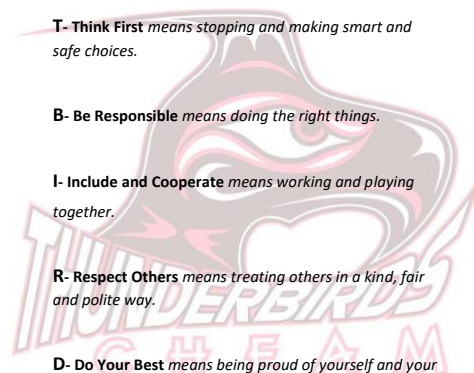 T- Think First means stopping and making smart and
safe choices.
B- Be Responsible means doing the right things.
I- Include and Cooperate means working and playing
together.
R- Respect Others means treating others in a kind, fair
and polite way.
THUNDERBIRDS
CHEAM
D- Do Your Best means being proud of yourself and your